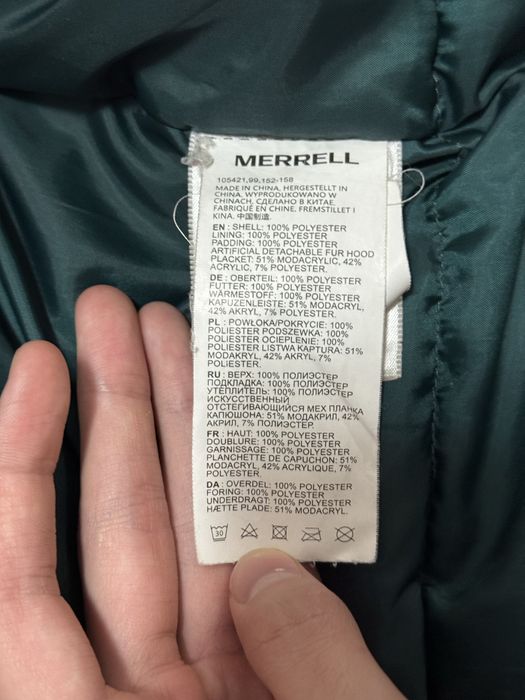 MERRELL
105421,99,152-158
MADE IN CHINA, HERGESTELLT IN
CHINA, WYPRODUKOWANO W
CHINACH, СДЕЛАНО В КИТАЕ,
FABRIQUÉ EN CHINE, FREMSTILLET I
KINA. 中国制造.
EN : SHELL: 100% POLYESTER
LINING: 100% POLYESTER
PADDING: 100% POLYESTER
ARTIFICIAL DETACHABLE FUR HOOD
PLACKET: 51% MODACRYLIC, 42%
ACRYLIC, 7% POLYESTER.
DE : OBERTEIL: 100% POLYESTER
FUTTER: 100% POLYESTER
WÄRMESTOFF: 100% POLYESTER
KAPUZENLEISTE: 51% MODACRYL,
42% AKRYL, 7% POLYESTER.
PL : POWŁOKA/POKRYCIE: 100%
POLIESTER PODSZEWKA: 100%
POLIESTER OCIEPLENIE: 100%
POLIESTER LISTWA KAPTURA: 51%
MODAKRYL, 42% AKRYL, 7%
POLIESTER.
RU : ВЕРХ: 100% ПОЛИЭСТЕР
ПОДКЛАДКА: 100% ПОЛИЭСТЕР
УТЕПЛИТЕЛЬ: 100% ПОЛИЭСТЕР
ИСКУССТВЕННЫЙ
ОТСТЕГИВАЮЩИЙСЯ МЕХ ПЛАНКА
КАПЮШОНА: 51% МОДАКРИЛ, 42%
АКРИЛ, 7% ПОЛИЭСТЕР.
FR : HAUT: 100% POLYESTER
DOUBLURE: 100% POLYESTER
GARNISSAGE: 100% POLYESTER
PLANCHETTE DE CAPUCHON: 51%
MODACRYL, 42% ACRYLIQUE, 7%
POLYESTER.
DA : OVERDEL: 100% POLYESTER
FORING: 100% POLYESTER
UNDERDRAGT: 100% POLYESTER
HÆTTE PLADE: 51% MODACRYL.
30